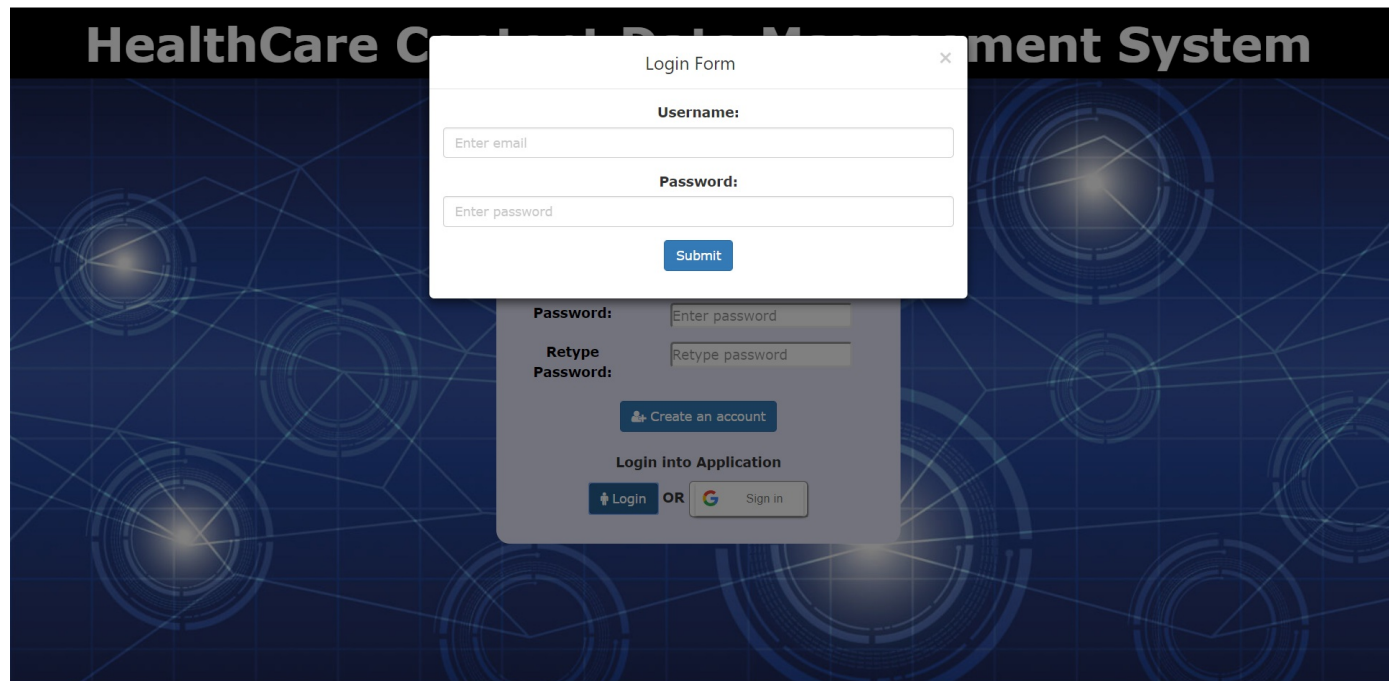 HealthCare C ment System
Login Form
×
Username:
Enter email
Password:
Enter password
Submit
Password:
Enter password
Retype
Password:
Retype password
Create an account
Login into Application
Login OR Sign in